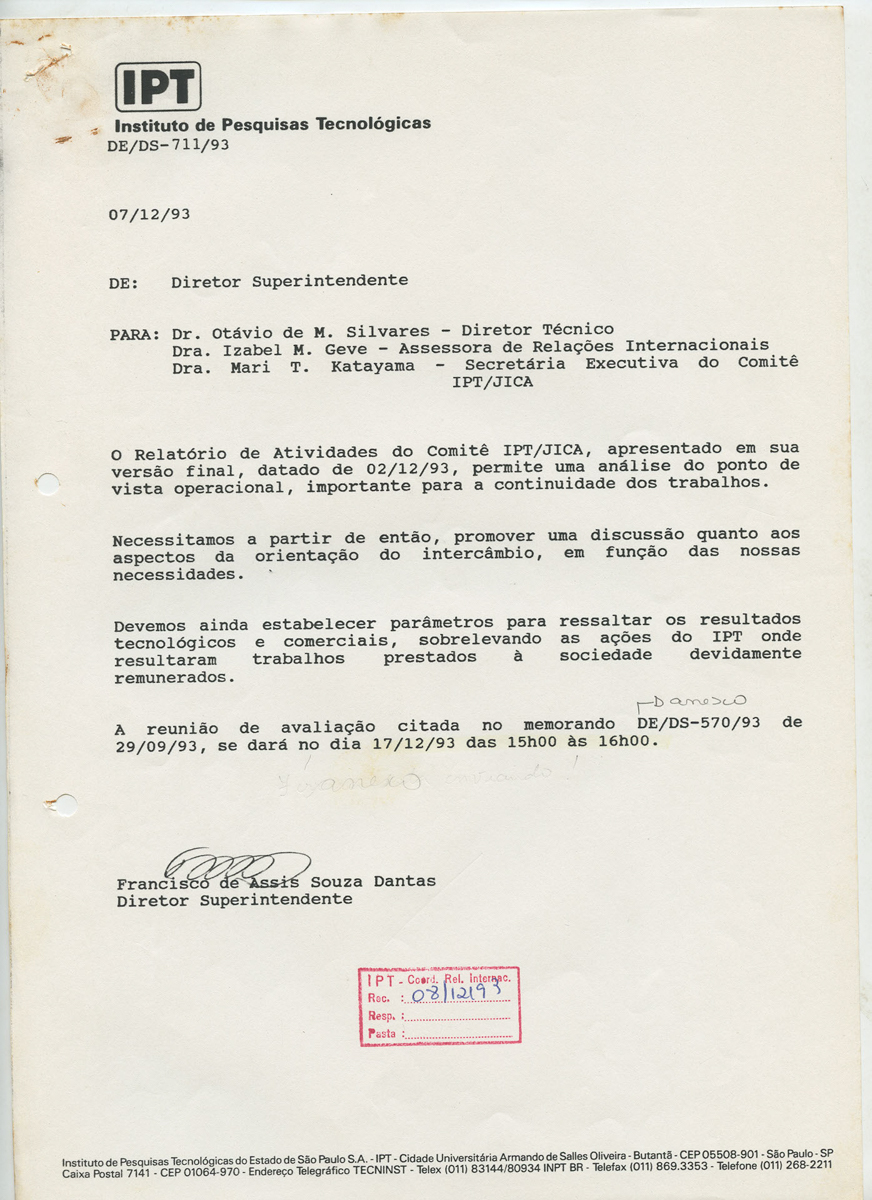 IPT
Instituto de Pesquisas Tecnológicas
DE/DS-711/93
07/12/93
DE: Diretor Superintendente
PARA: Dr. Otávio de M. Silvares - Diretor Técnico
Dra. Izabel M. Geve - Assessora de Relações Internacionais
Dra. Mari T. Katayama - Secretária Executiva do Comitê
IPT/JICA
O Relatório de Atividades do Comitê IPT/JICA, apresentado em sua
versão final, datado de 02/12/93, permite uma análise do ponto de
vista operacional, importante para a continuidade dos trabalhos.
Necessitamos a partir de então, promover uma discussão quanto aos
aspectos da orientação do intercâmbio, em função das nossas
necessidades.
Devemos ainda estabelecer parâmetros para ressaltar os resultados
tecnológicos e comerciais, sobrelevando as ações do IPT onde
resultaram trabalhos prestados à sociedade devidamente
remunerados.
A reunião de avaliação citada no memorando DE/DS-570/93 de
29/09/93, se dará no dia 17/12/93 das 15h00 às 16h00.
Francisco de Assis Souza Dantas
Diretor Superintendente
IPT - Coord. Rel. Internac.
Rec. : 08/12/93
Resp. :
Pasta :
Instituto de Pesquisas Tecnológicas do Estado de São Paulo S.A. - IPT - Cidade Universitária Armando de Salles Oliveira - Butantã - CEP 05508-901 - São Paulo - SP
Caixa Postal 7141 - CEP 01064-970 - Endereço Telegráfico TECNINST - Telex (011) 83144/80934 INPT BR - Telefax (011) 869.3353 - Telefone (011) 268-2211